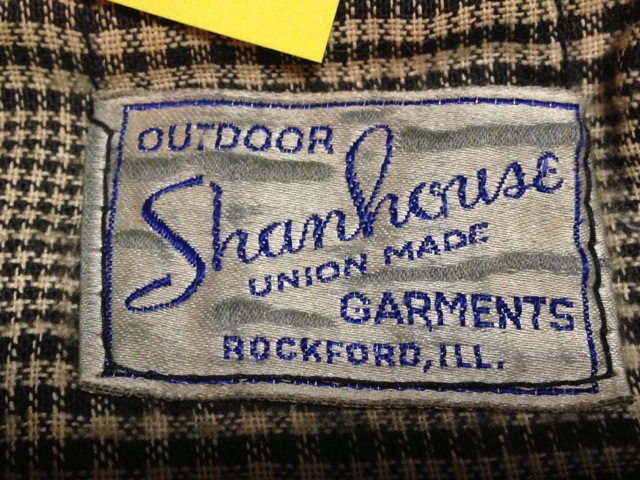 OUTDOOR
Shanhouse
UNION MADE
GARMENTS
ROCKFORD, ILL.